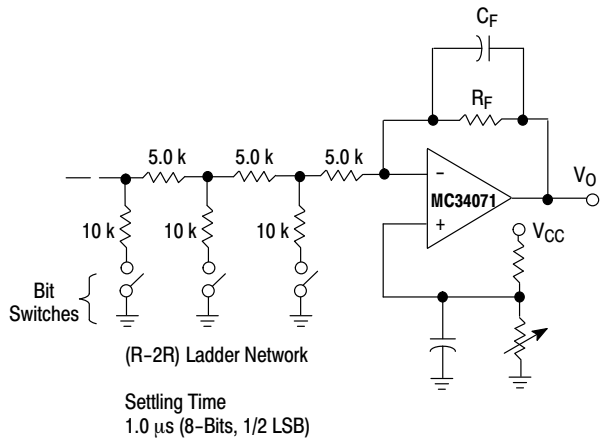 C_F
R_F
5.0 k 5.0 k 5.0 k
−
MC34071
+
V_O
V_CC
10 k 10 k 10 k
Bit
Switches
(R−2R) Ladder Network
Settling Time
1.0 μs (8−Bits, 1/2 LSB)